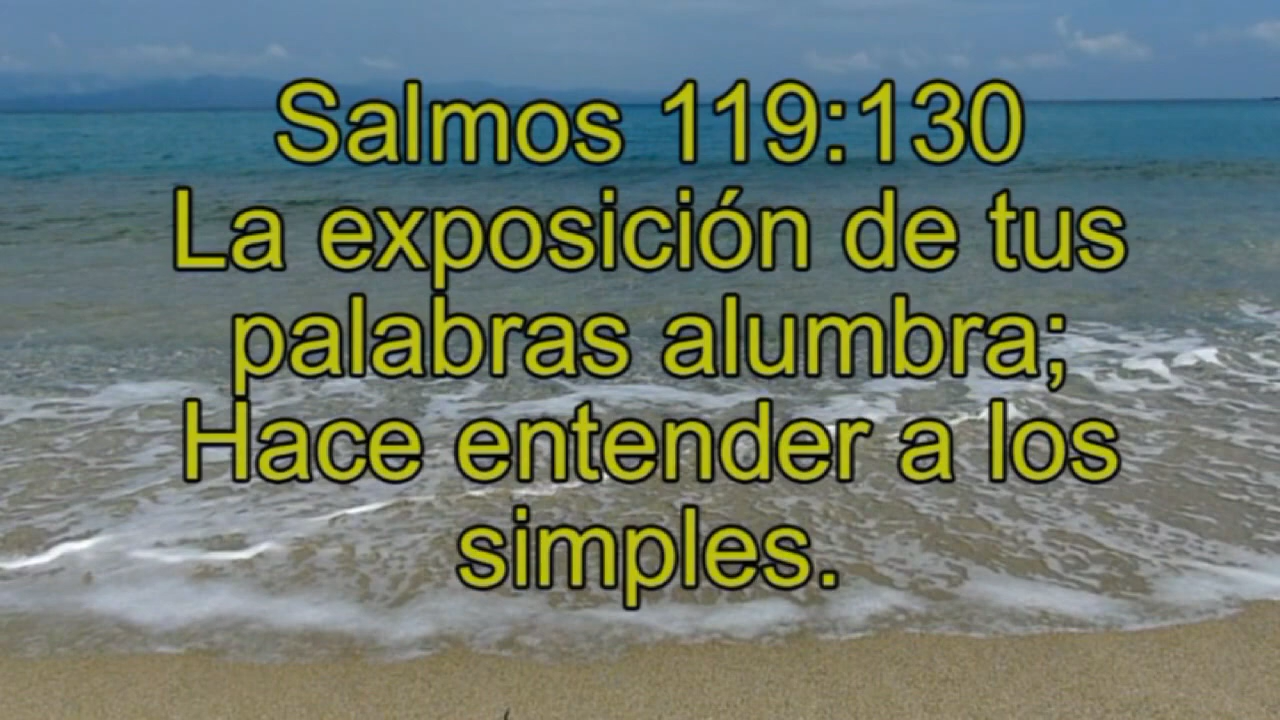 Salmos 119:130
La exposición de tus
palabras alumbra;
Hace entender a los
simples.